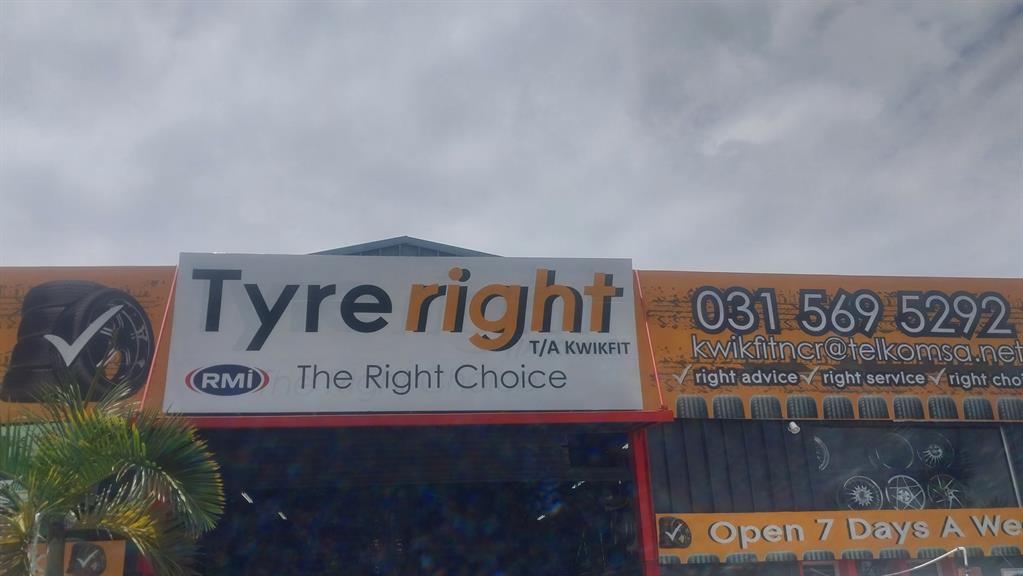 Tyre right
T/A KWIKFIT
RMi The Right Choice
031 569 5292
kwikfitncr@telkomsa.net
right advice right service right
Open 7 Days A